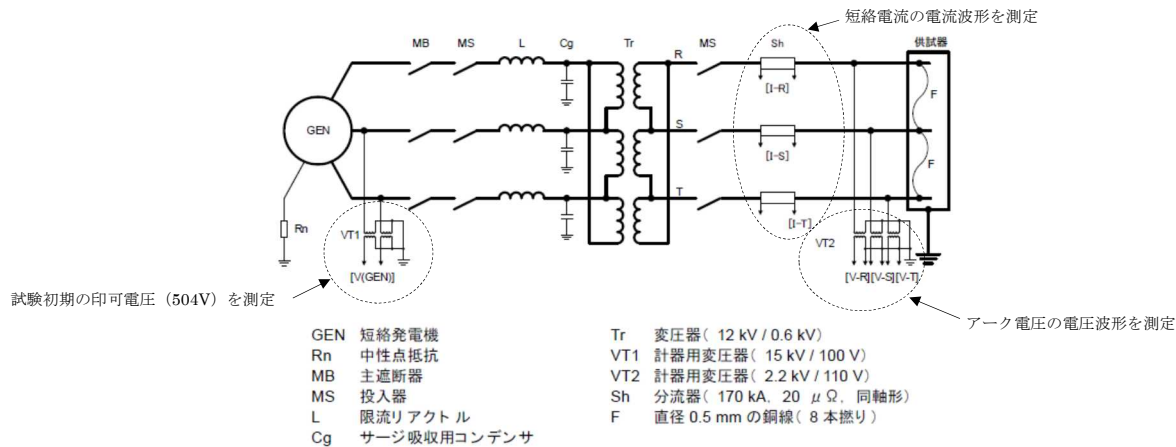 短絡電流の電流波形を測定
MB MS L Cg Tr R MS Sh 供試器
[I-R]
F
GEN
S
[I-S]
F
T
Rn
VT1
[I-T]
VT2
[V(GEN)]
[V-R][V-S][V-T]
試験初期の印可電圧（504V）を測定
アーク電圧の電圧波形を測定
GEN 短絡発電機
Rn 中性点抵抗
MB 主遮断器
MS 投入器
L 限流リアクトル
Cg サージ吸収用コンデンサ
Tr 変圧器( 12 kV / 0.6 kV)
VT1 計器用変圧器( 15 kV / 100 V)
VT2 計器用変圧器( 2.2 kV / 110 V)
Sh 分流器( 170 kA, 20 μΩ, 同軸形)
F 直径 0.5 mm の銅線( 8 本撚り)